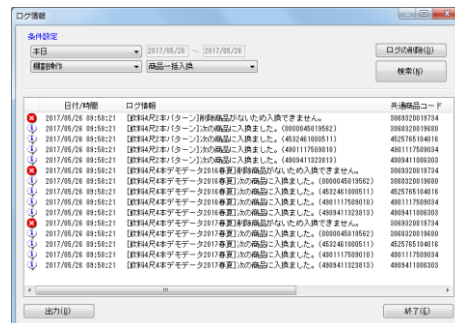 ログ情報
条件設定
本日 2017/05/26 ～ 2017/05/26 ログの削除(D)
棚割操作 商品一括入換 検索(N)
日付/時間 ログ情報 共通商品コード
2017/05/26 09:58:21 [飲料4尺2本パターン]削除商品がないため入換できません。 3069320019734
2017/05/26 09:58:21 [飲料4尺2本パターン]次の商品に入換ました。(0000045019562) 3068320019680
2017/05/26 09:58:21 [飲料4尺2本パターン]次の商品に入換ました。(4532461000511) 4525765104016
2017/05/26 09:58:21 [飲料4尺2本パターン]次の商品に入換ました。(4901117509010) 4901117509034
2017/05/26 09:58:21 [飲料4尺2本パターン]次の商品に入換ました。(4909411323813) 4909411006303
2017/05/26 09:58:21 [飲料4尺4本デモデータ2016春夏]削除商品がないため入換できません。 3069320019734
2017/05/26 09:58:21 [飲料4尺4本デモデータ2016春夏]次の商品に入換ました。(0000045019562) 3068320019680
2017/05/26 09:58:21 [飲料4尺4本デモデータ2016春夏]次の商品に入換ました。(4532461000511) 4525765104016
2017/05/26 09:58:21 [飲料4尺4本デモデータ2016春夏]次の商品に入換ました。(4901117509010) 4901117509034
2017/05/26 09:58:21 [飲料4尺4本デモデータ2016春夏]次の商品に入換ました。(4909411323813) 4909411006303
2017/05/26 09:58:21 [飲料4尺4本デモデータ2017春夏]削除商品がないため入換できません。 3069320019734
2017/05/26 09:58:21 [飲料4尺4本デモデータ2017春夏]次の商品に入換ました。(0000045019562) 3068320019680
2017/05/26 09:58:21 [飲料4尺4本デモデータ2017春夏]次の商品に入換ました。(4532461000511) 4525765104016
2017/05/26 09:58:21 [飲料4尺4本デモデータ2017春夏]次の商品に入換ました。(4901117509010) 4901117509034
2017/05/26 09:58:21 [飲料4尺4本デモデータ2017春夏]次の商品に入換ました。(4909411323813) 4909411006303
出力(O) 終了(E)